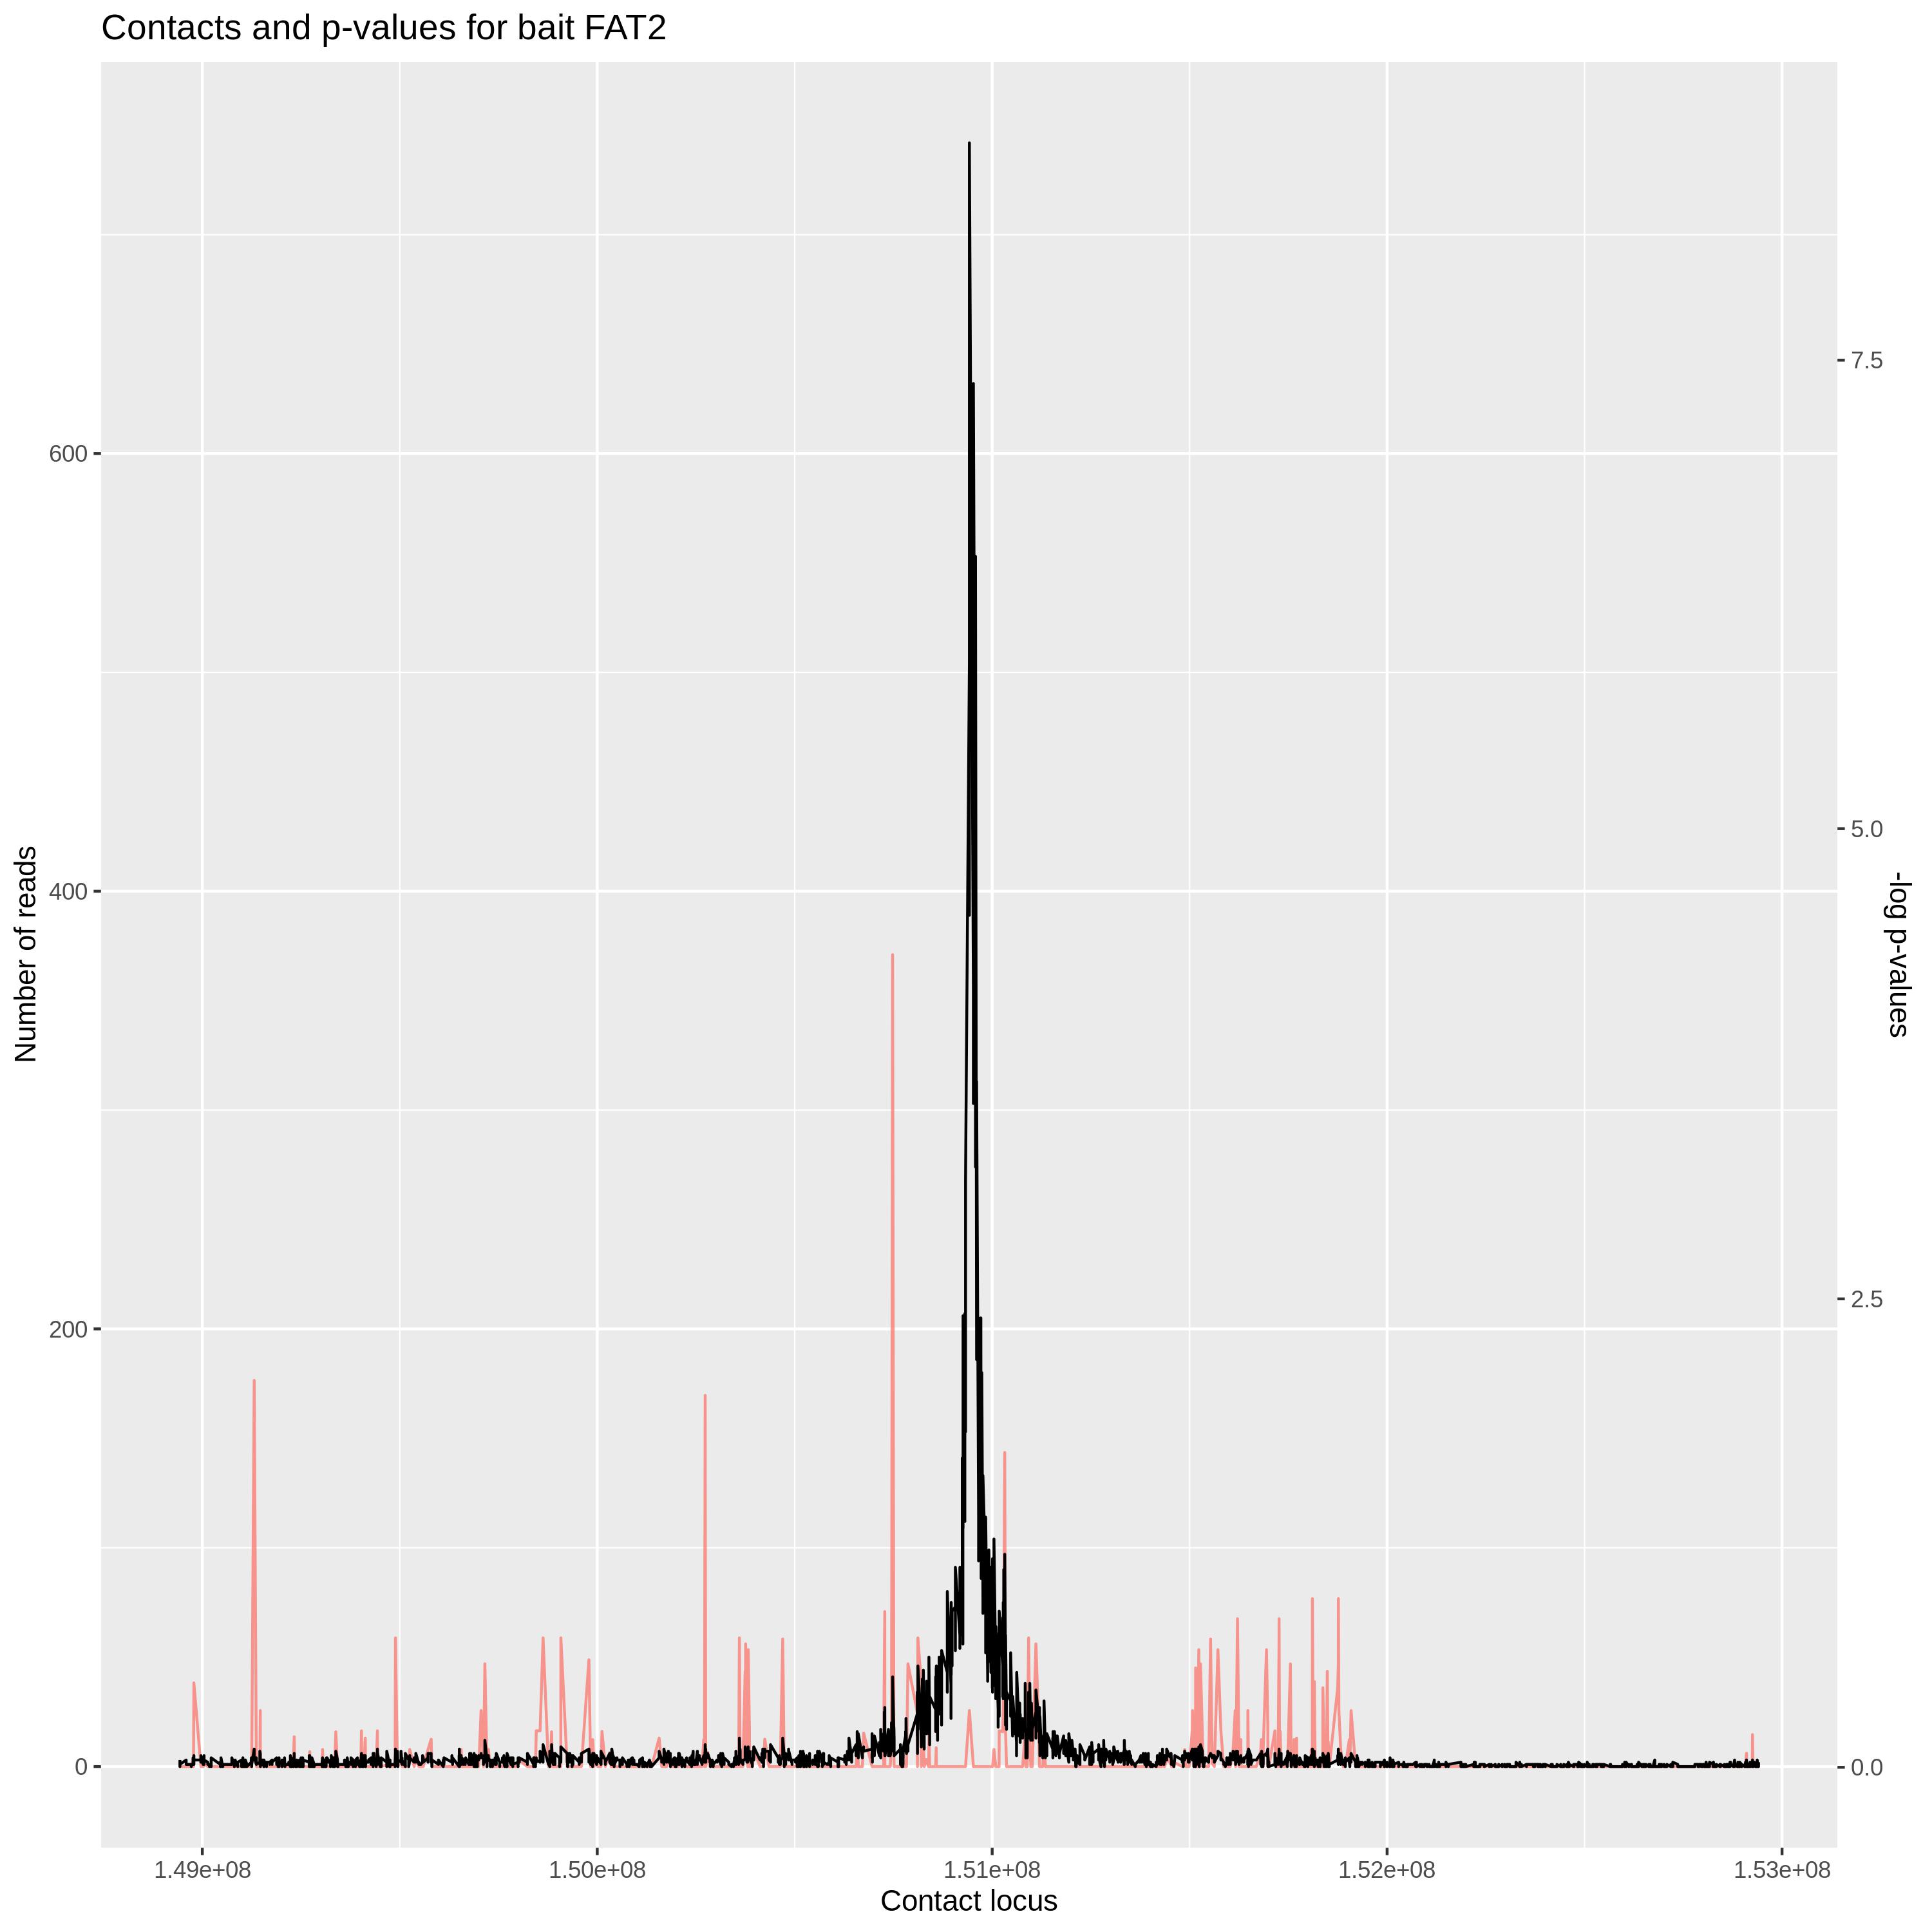 Contacts and p-values for bait FAT2
Number of reads
600
400
200
0
7.5
5.0
2.5
0.0
-log p-values
1.49e+08
1.50e+08
1.51e+08
1.52e+08
1.53e+08
Contact locus